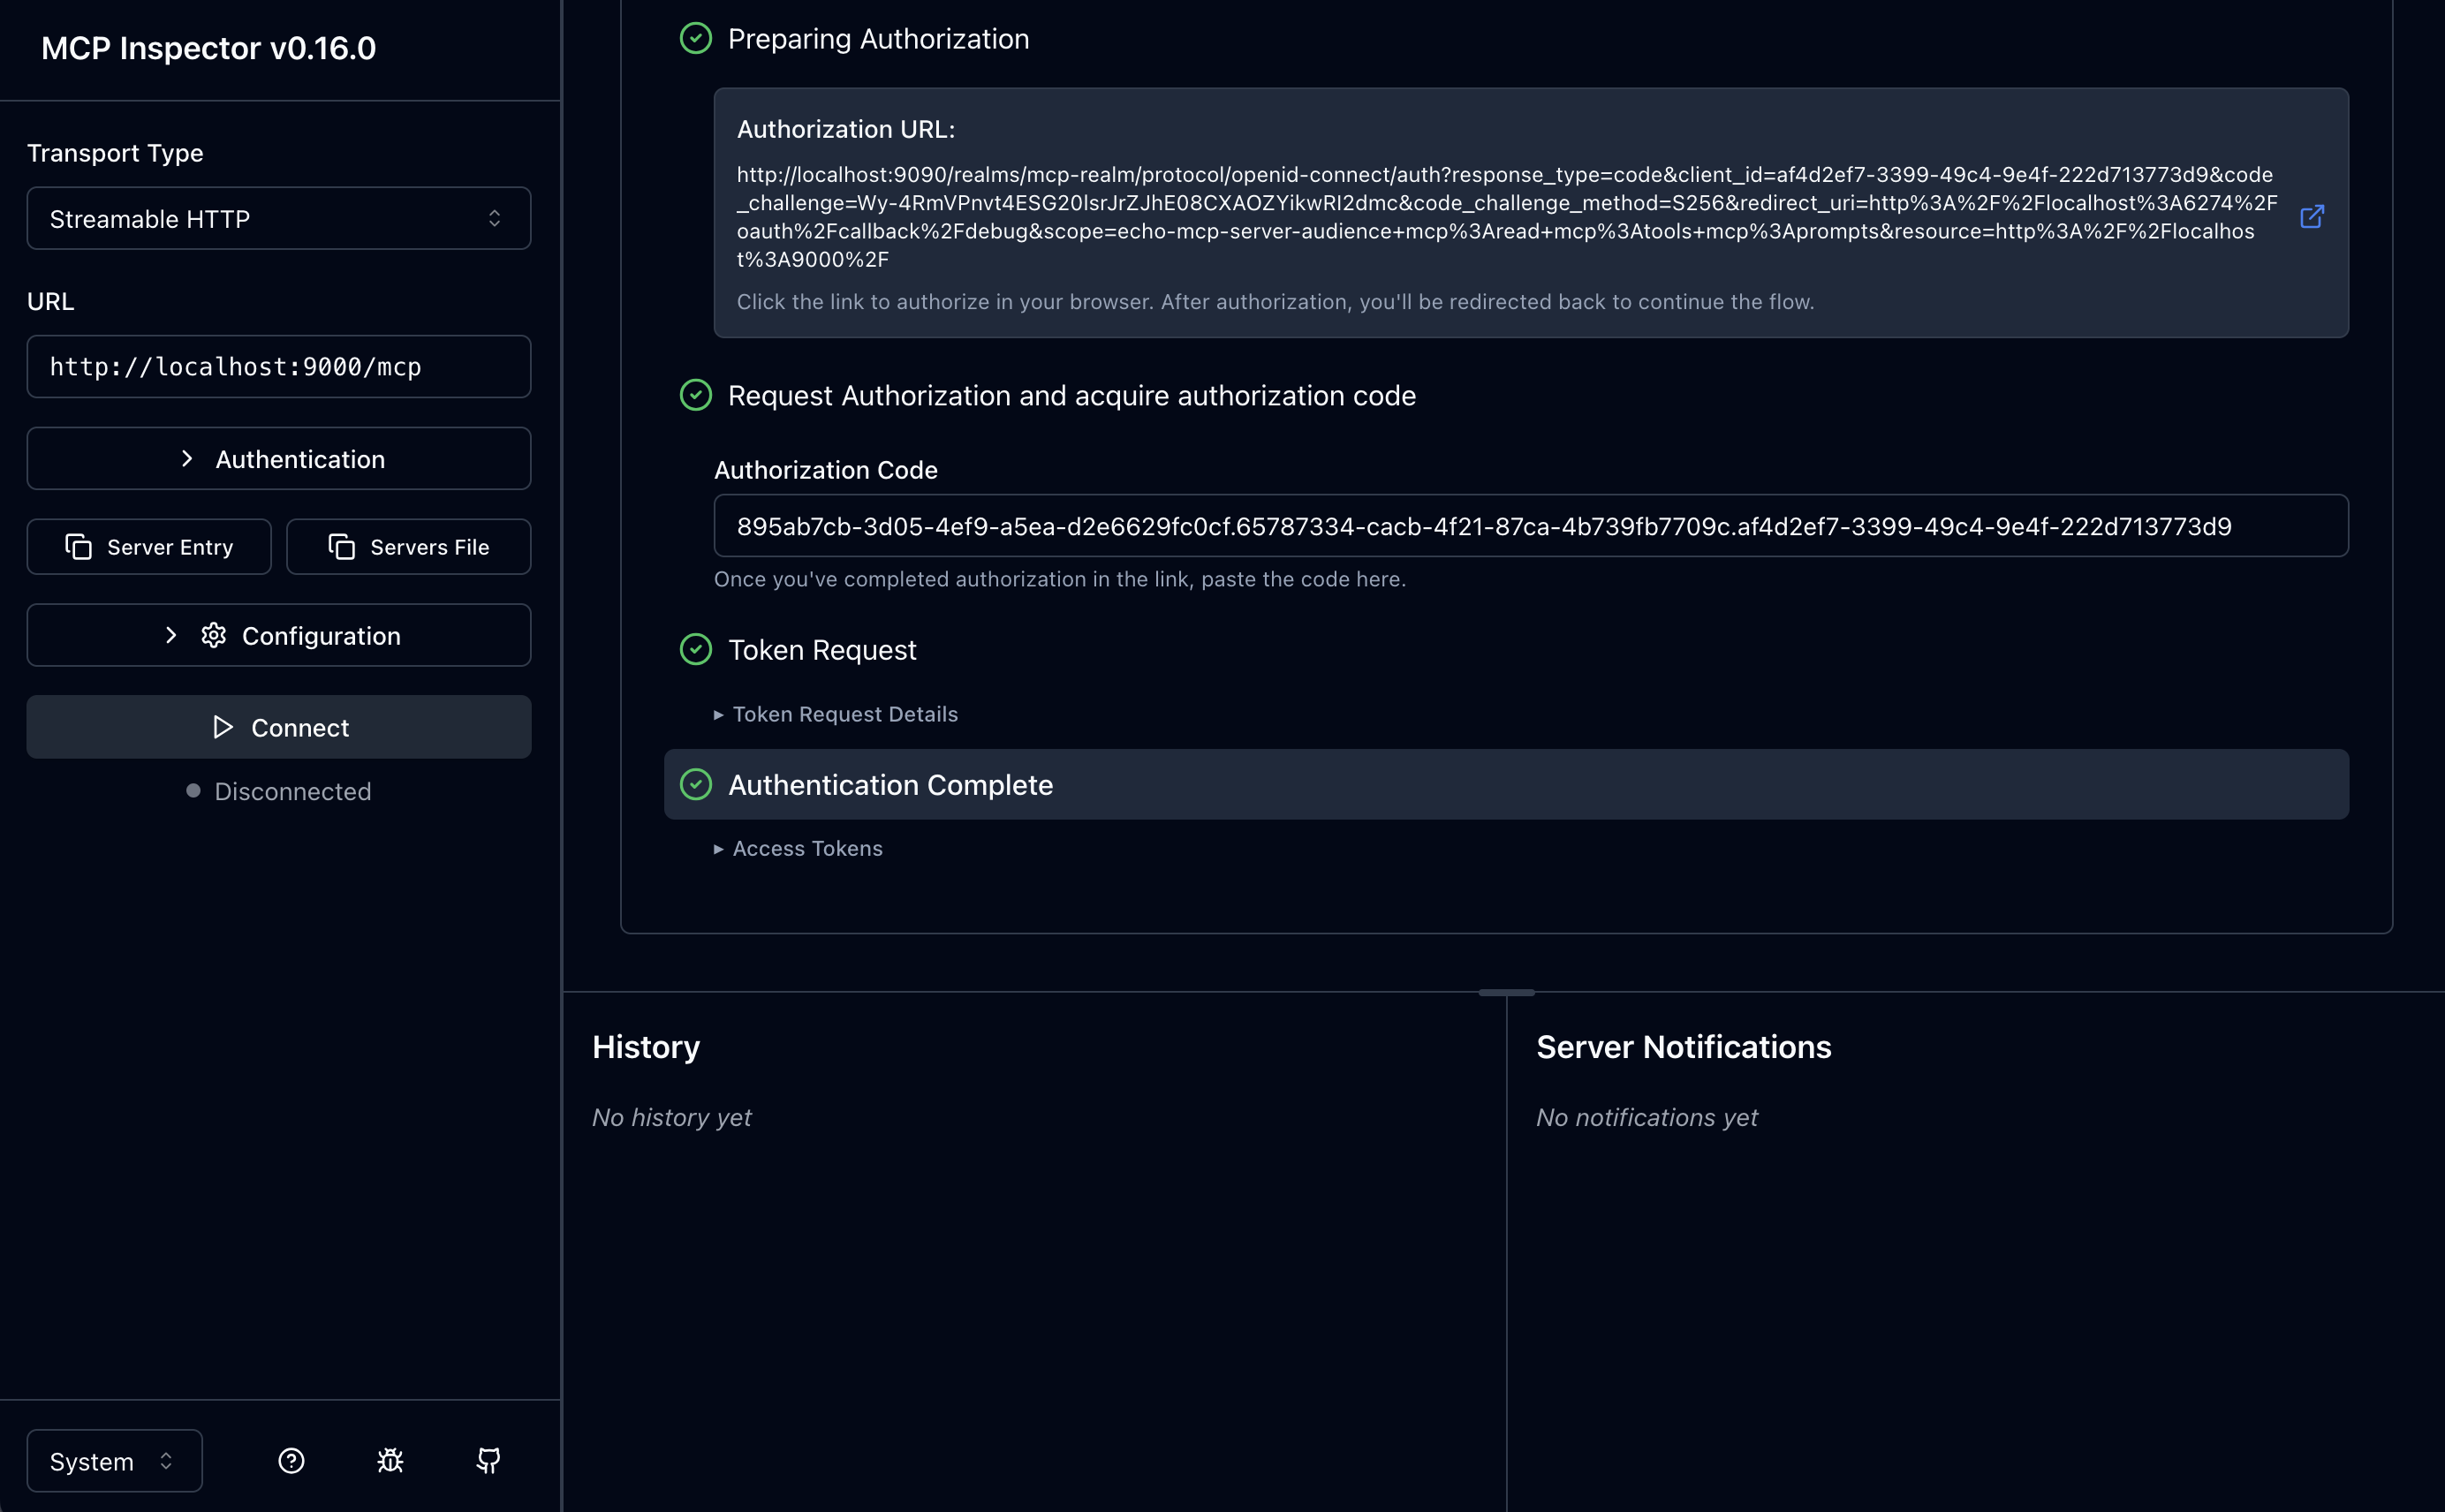 MCP Inspector v0.16.0
Transport Type
Streamable HTTP
URL
http://localhost:9000/mcp
Authentication
Server Entry
Servers File
Configuration
Connect
Disconnected
System
Preparing Authorization
Authorization URL:
http://localhost:9090/realms/mcp-realm/protocol/openid-connect/auth?response_type=code&client_id=af4d2ef7-3399-49c4-9e4f-222d713773d9&code
_challenge=Wy-4RmVPnvt4ESG20lsrJrZJhE08CXAOZYikwRI2dmc&code_challenge_method=S256&redirect_uri=http%3A%2F%2Flocalhost%3A6274%2F
oauth%2Fcallback%2Fdebug&scope=echo-mcp-server-audience+mcp%3Aread+mcp%3Atools+mcp%3Aprompts&resource=http%3A%2F%2Flocalhos
t%3A9000%2F
Click the link to authorize in your browser. After authorization, you'll be redirected back to continue the flow.
Request Authorization and acquire authorization code
Authorization Code
895ab7cb-3d05-4ef9-a5ea-d2e6629fc0cf.65787334-cacb-4f21-87ca-4b739fb7709c.af4d2ef7-3399-49c4-9e4f-222d713773d9
Once you've completed authorization in the link, paste the code here.
Token Request
Token Request Details
Authentication Complete
Access Tokens
History
No history yet
Server Notifications
No notifications yet